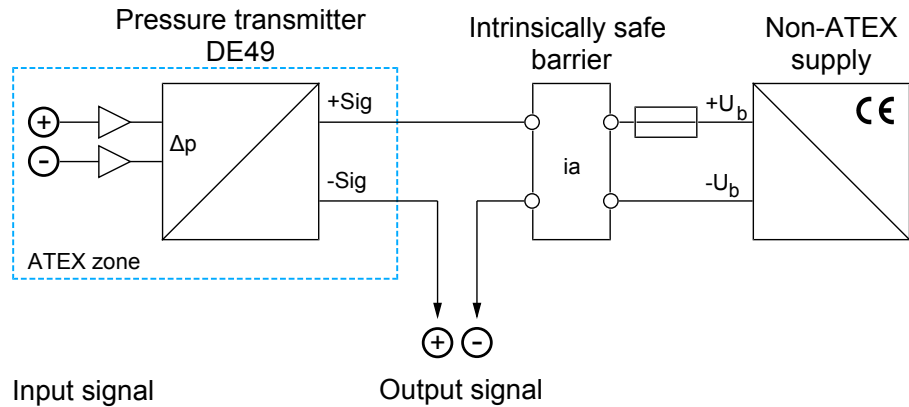 Pressure transmitter
DE49
Intrinsically safe
barrier
Non-ATEX
supply
+Sig
+Ub
CE
+
-
Δp
-Sig
ia
-Ub
ATEX zone
+
-
Input signal
Output signal